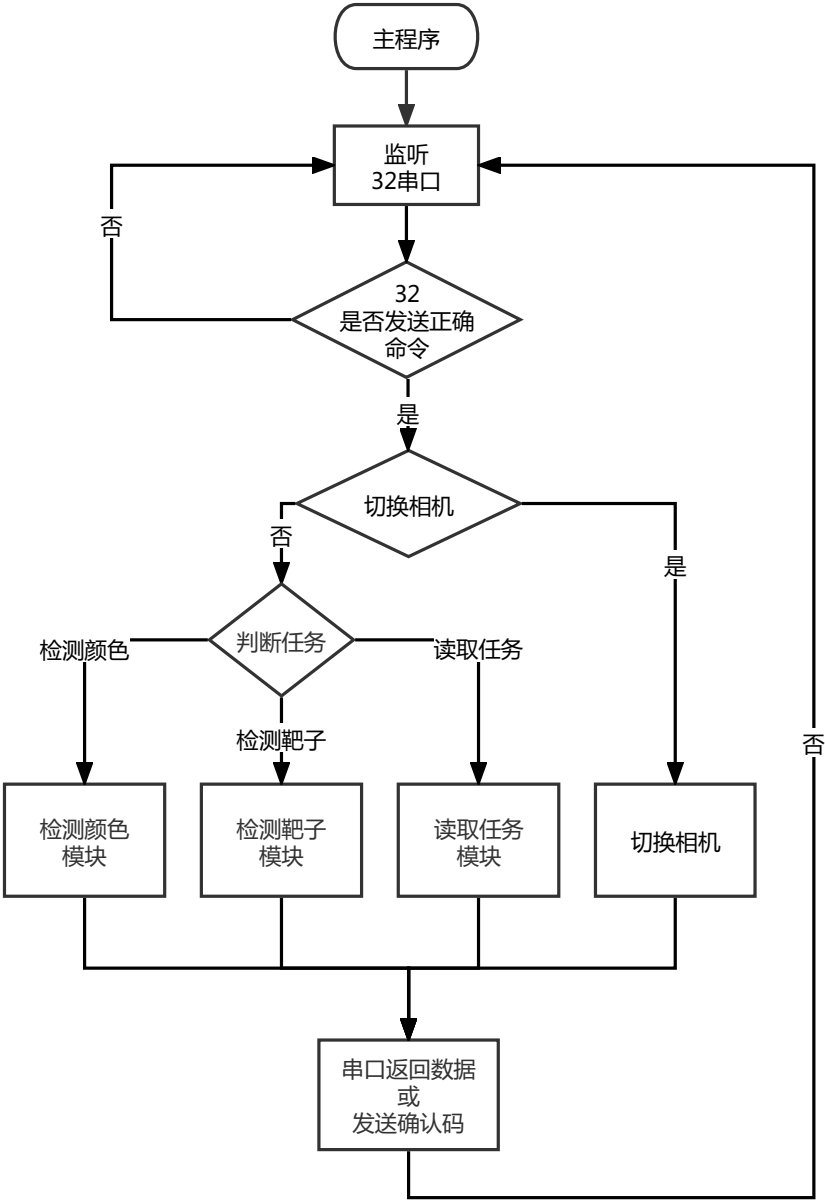 主程序
监听
32串口
否
32
是否发送正确
命令
是
切换相机
否
是
判断任务
检测颜色
读取任务
检测靶子
否
检测颜色
模块
检测靶子
模块
读取任务
模块
切换相机
串口返回数据
或
发送确认码